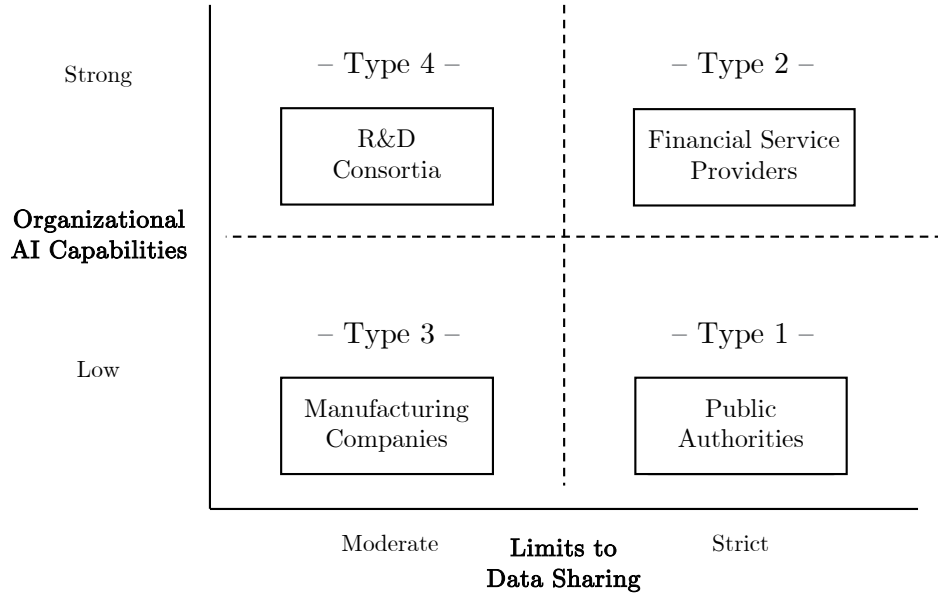 – Type 4 –
– Type 2 –
Strong
R&D
Consortia
Financial Service
Providers
Organizational
AI Capabilities
– Type 3 –
– Type 1 –
Low
Manufacturing
Companies
Public
Authorities
Moderate
Limits to
Data Sharing
Strict